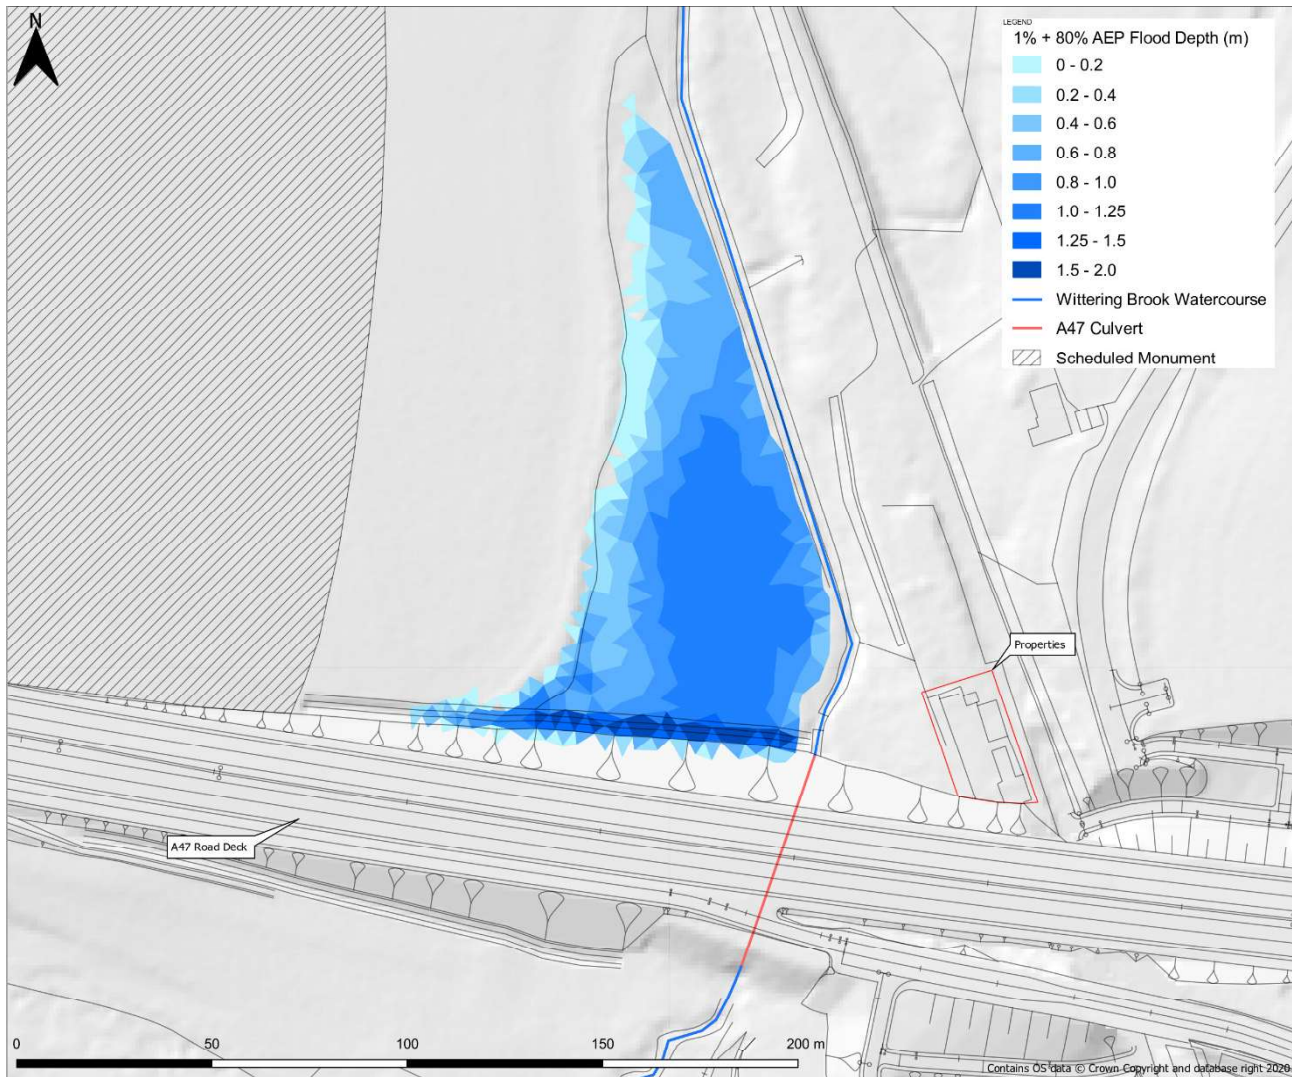 N
LEGEND
1% + 80% AEP Flood Depth (m)
0 - 0.2
0.2 - 0.4
0.4 - 0.6
0.6 - 0.8
0.8 - 1.0
1.0 - 1.25
1.25 - 1.5
1.5 - 2.0
Wittering Brook Watercourse
A47 Culvert
Scheduled Monument
Properties
A47 Road Deck
0 50 100 150 200 m
Contains OS data © Crown Copyright and database right 2020